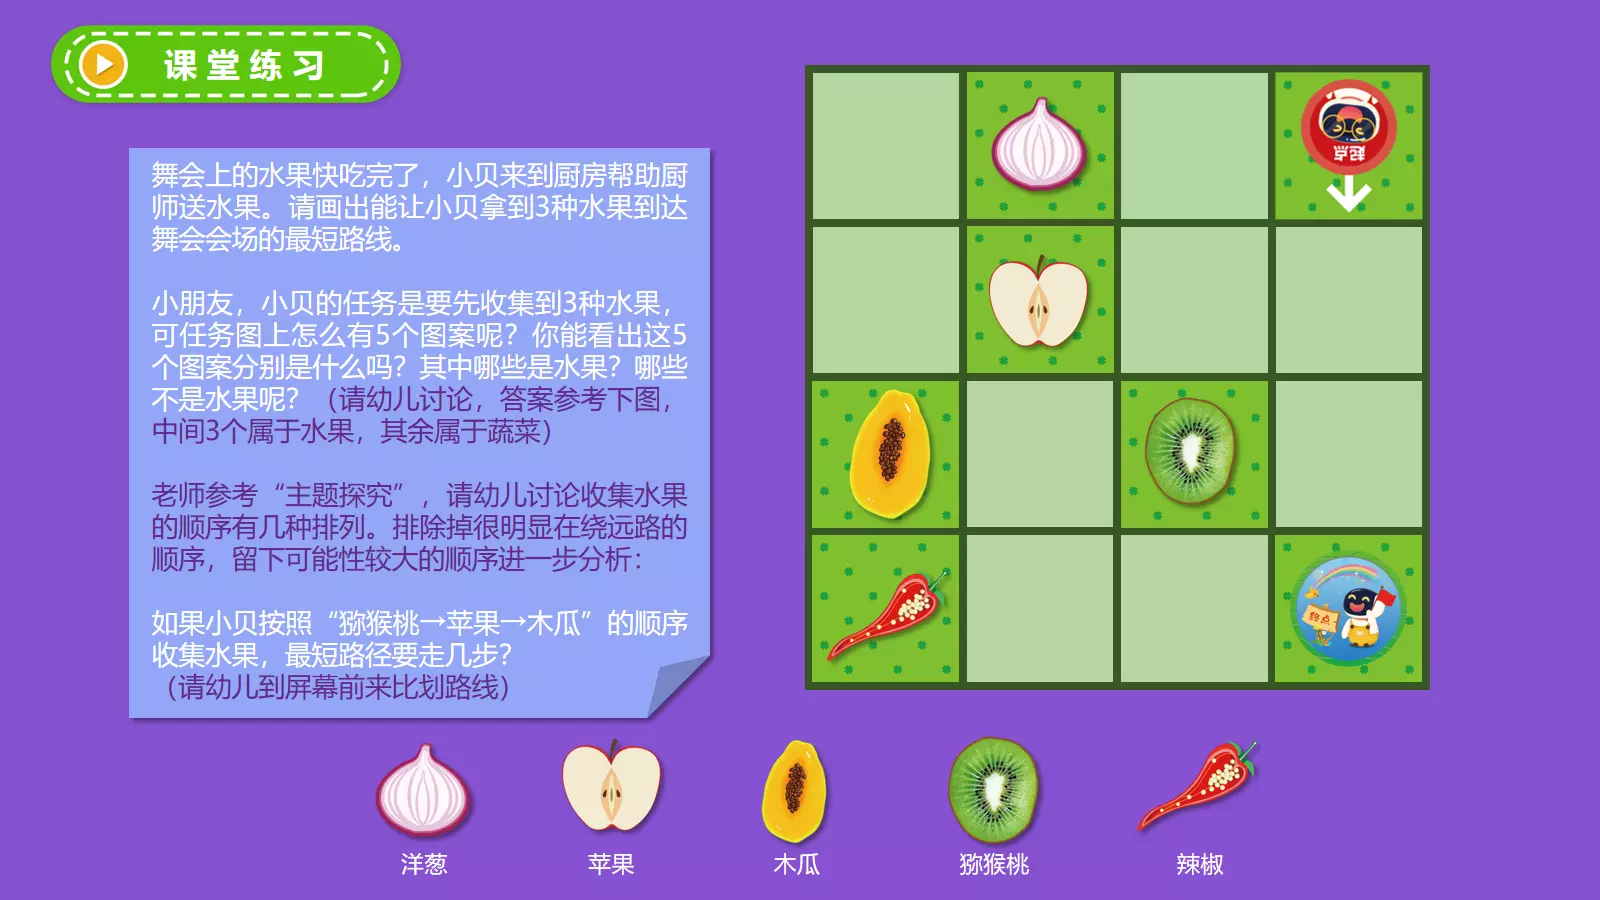 课堂练习
舞会上的水果快吃完了，小贝来到厨房帮助厨
师送水果。请画出能让小贝拿到3种水果到达
舞会会场的最短路线。
小朋友，小贝的任务是要先收集到3种水果，
可任务图上怎么有5个图案呢？你能看出这5
个图案分别是什么吗？其中哪些是水果？哪些
不是水果呢？（请幼儿讨论，答案参考下图，
中间3个属于水果，其余属于蔬菜）
老师参考“主题探究”，请幼儿讨论收集水果
的顺序有几种排列。排除掉很明显在绕远路的
顺序，留下可能性较大的顺序进一步分析：
如果小贝按照“猕猴桃→苹果→木瓜”的顺序
收集水果，最短路径要走几步？
（请幼儿到屏幕前来比划路线）
起点
终点
洋葱 苹果 木瓜 猕猴桃 辣椒